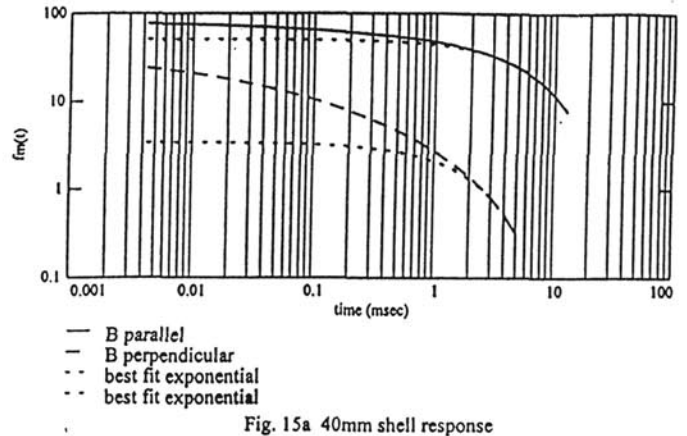 100
10
1
0.1
fm(t)
0.001 0.01 0.1 1 10 100
time (msec)
B parallel
B perpendicular
best fit exponential
best fit exponential
Fig. 15a 40mm shell response